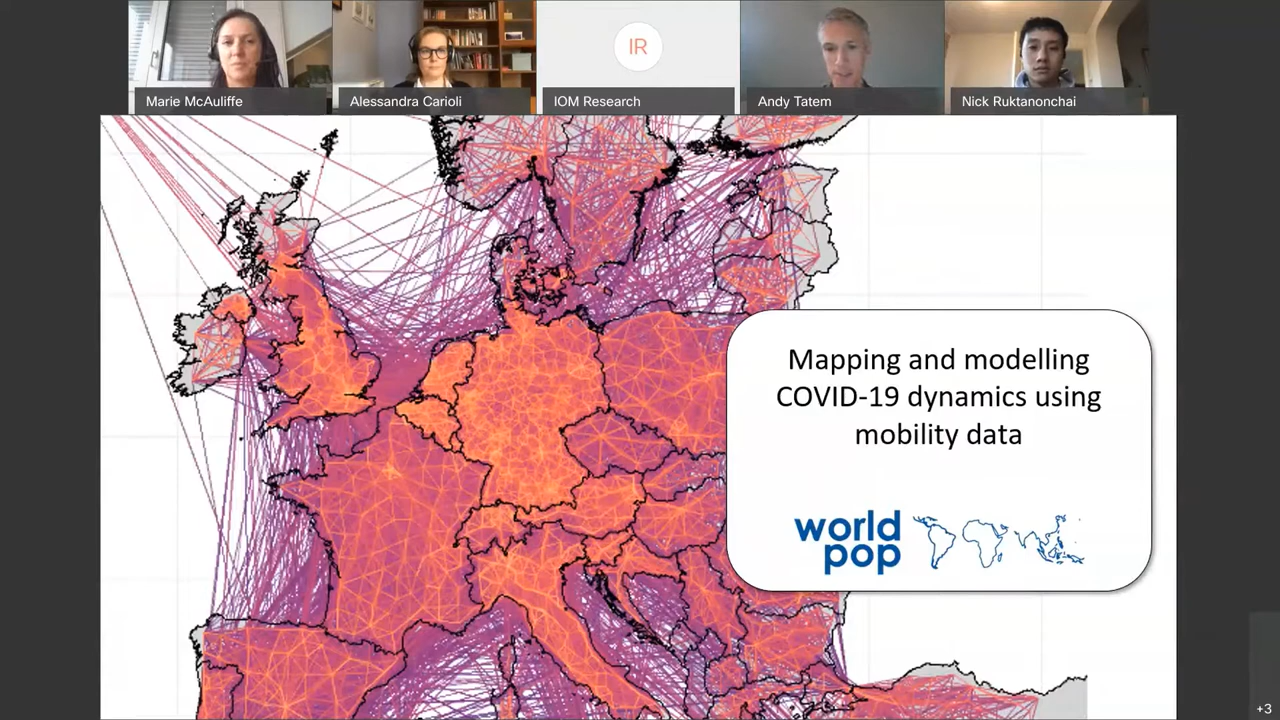 Marie McAuliffe
Alessandra Carioli
IR
IOM Research
Andy Tatem
Nick Ruktanonchai
Mapping and modelling
COVID-19 dynamics using
mobility data
world
pop
+3